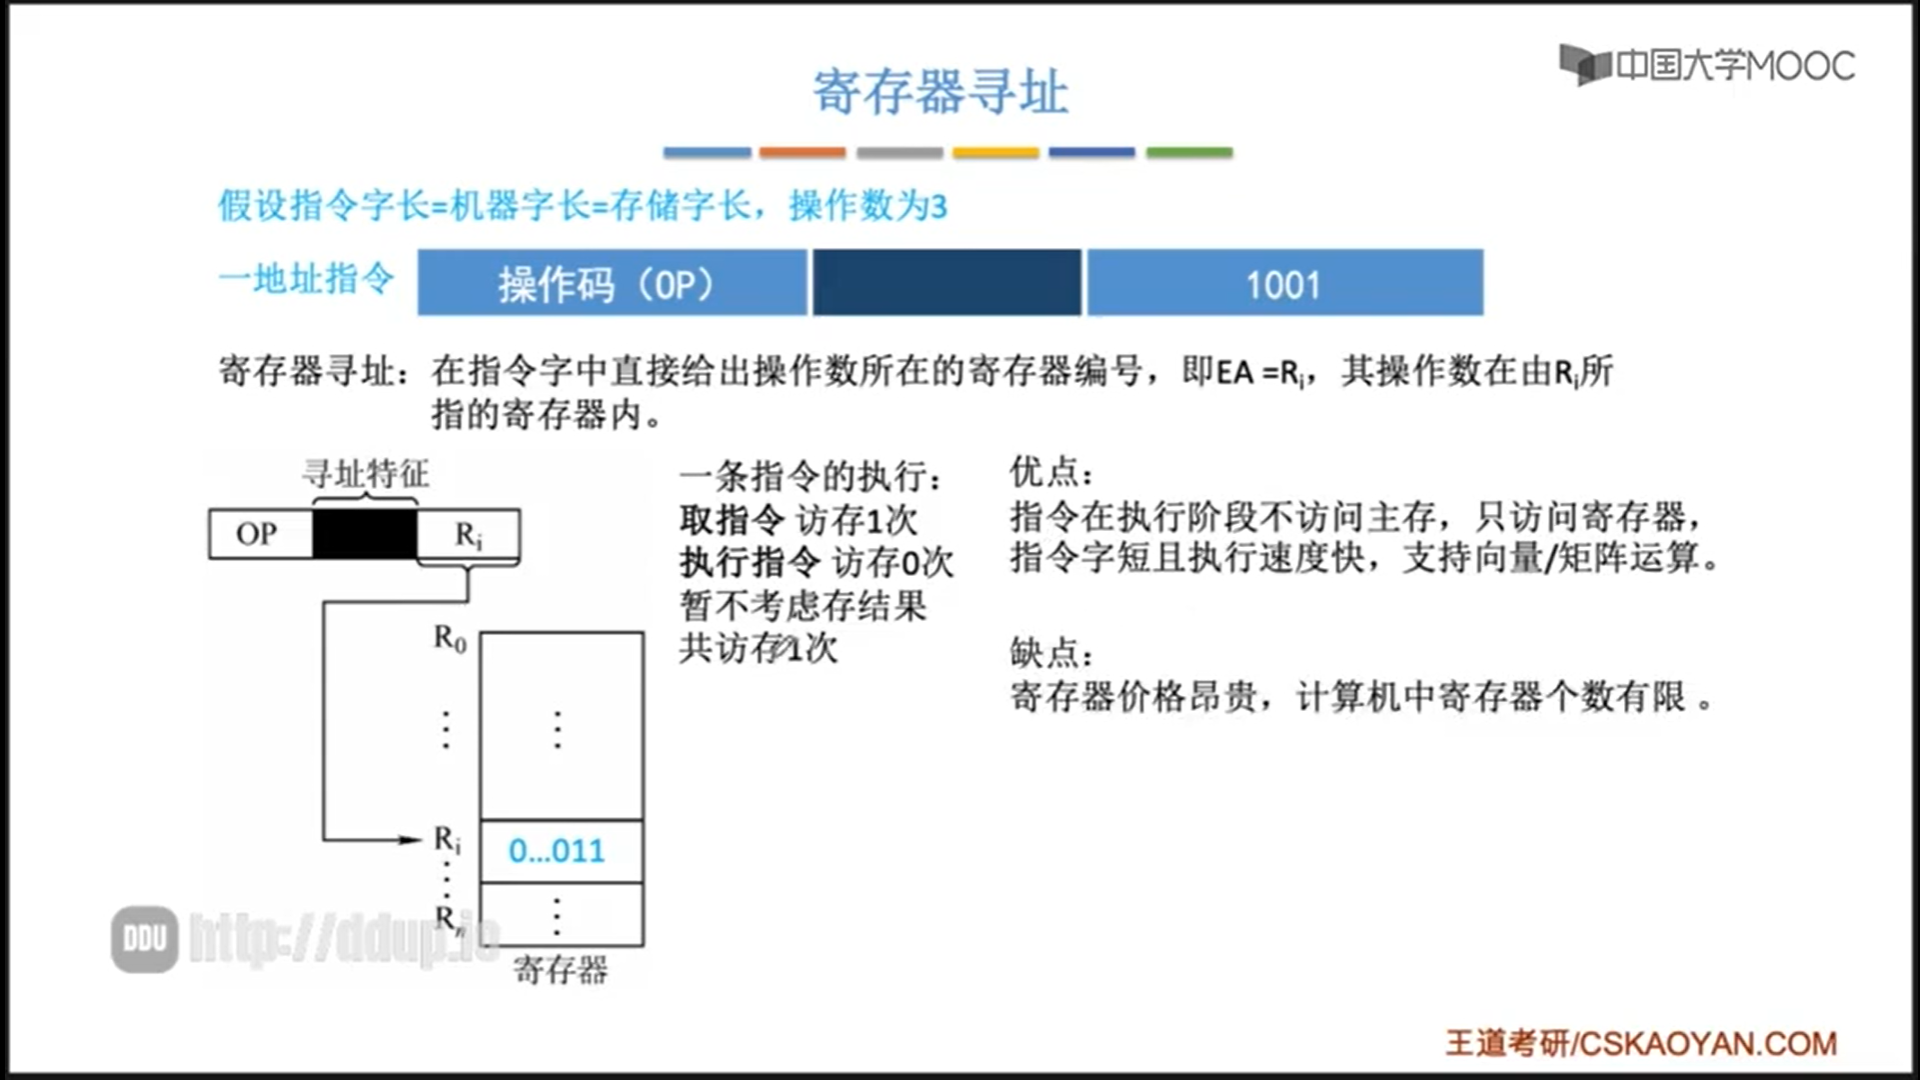 中国大学MOOC
寄存器寻址
假设指令字长=机器字长=存储字长，操作数为3
一地址指令 操作码（OP） 1001
寄存器寻址：在指令字中直接给出操作数所在的寄存器编号，即EA =Ri，其操作数在由Ri所
指的寄存器内。
寻址特征
OP Ri
R0
⋮ ⋮
Ri 0...011
⋮
Rn ⋮
寄存器
一条指令的执行：
取指令 访存1次
执行指令 访存0次
暂不考虑存结果
共访存1次
优点：
指令在执行阶段不访问主存，只访问寄存器，
指令字短且执行速度快，支持向量/矩阵运算。
缺点：
寄存器价格昂贵，计算机中寄存器个数有限 。
DDU http://ddup.io
王道考研/CSKAOYAN.COM